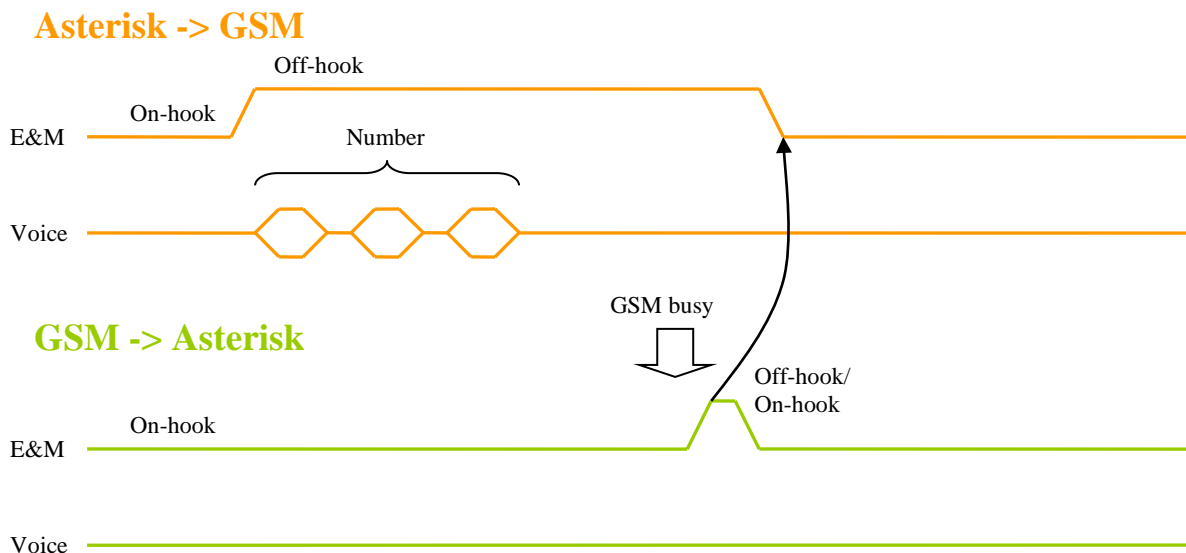 Asterisk -> GSM
Off-hook
On-hook
E&M
Number
Voice
GSM busy
GSM -> Asterisk
Off-hook/
On-hook
On-hook
E&M
Voice